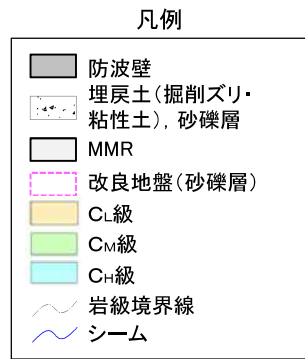 凡例
防波壁
埋戻土(掘削ズリ・
粘性土),砂礫層
MMR
改良地盤(砂礫層)
CL級
CM級
CH級
岩級境界線
シーム